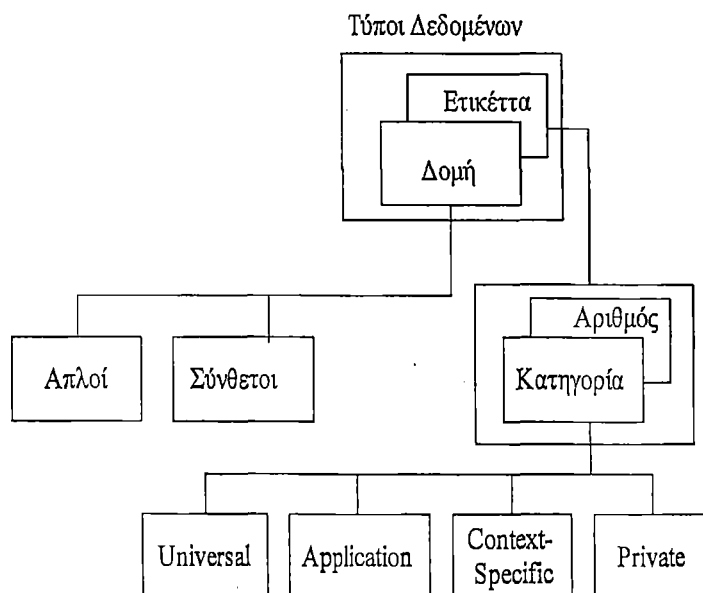 Τύποι Δεδομένων
Ετικέττα
Δομή
Απλοί
Σύνθετοι
Αριθμός
Κατηγορία
Universal
Application
Context-
Specific
Private